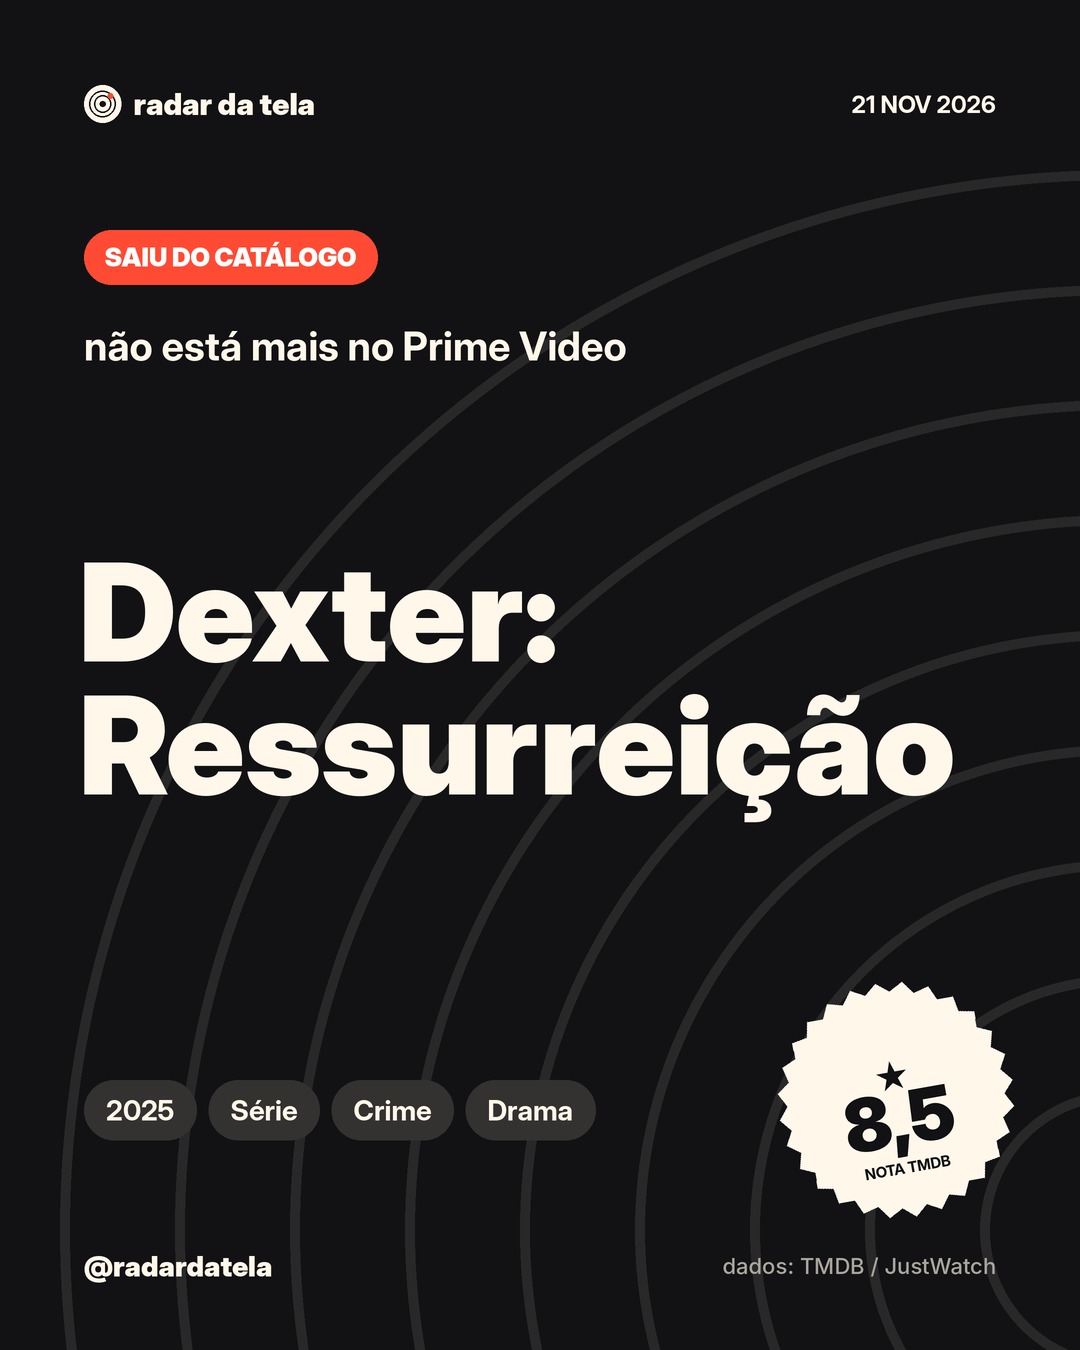 radar da tela
21 NOV 2026
SAIU DO CATÁLOGO
não está mais no Prime Video
Dexter:
Ressurreição
2025
Série
Crime
Drama
★
8,5
NOTA TMDB
@radardatela
dados: TMDB / JustWatch